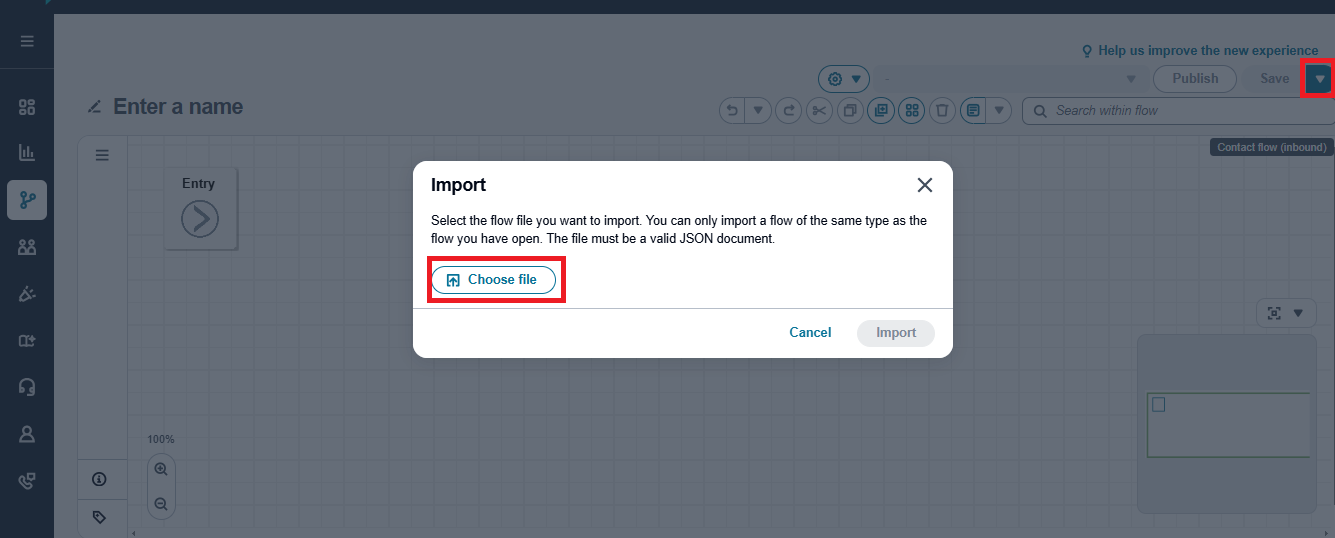 Help us improve the new experience
-
Publish
Save
Enter a name
Search within flow
Contact flow (inbound)
Entry
Import
Select the flow file you want to import. You can only import a flow of the same type as the
flow you have open. The file must be a valid JSON document.
Choose file
Cancel
Import
100%